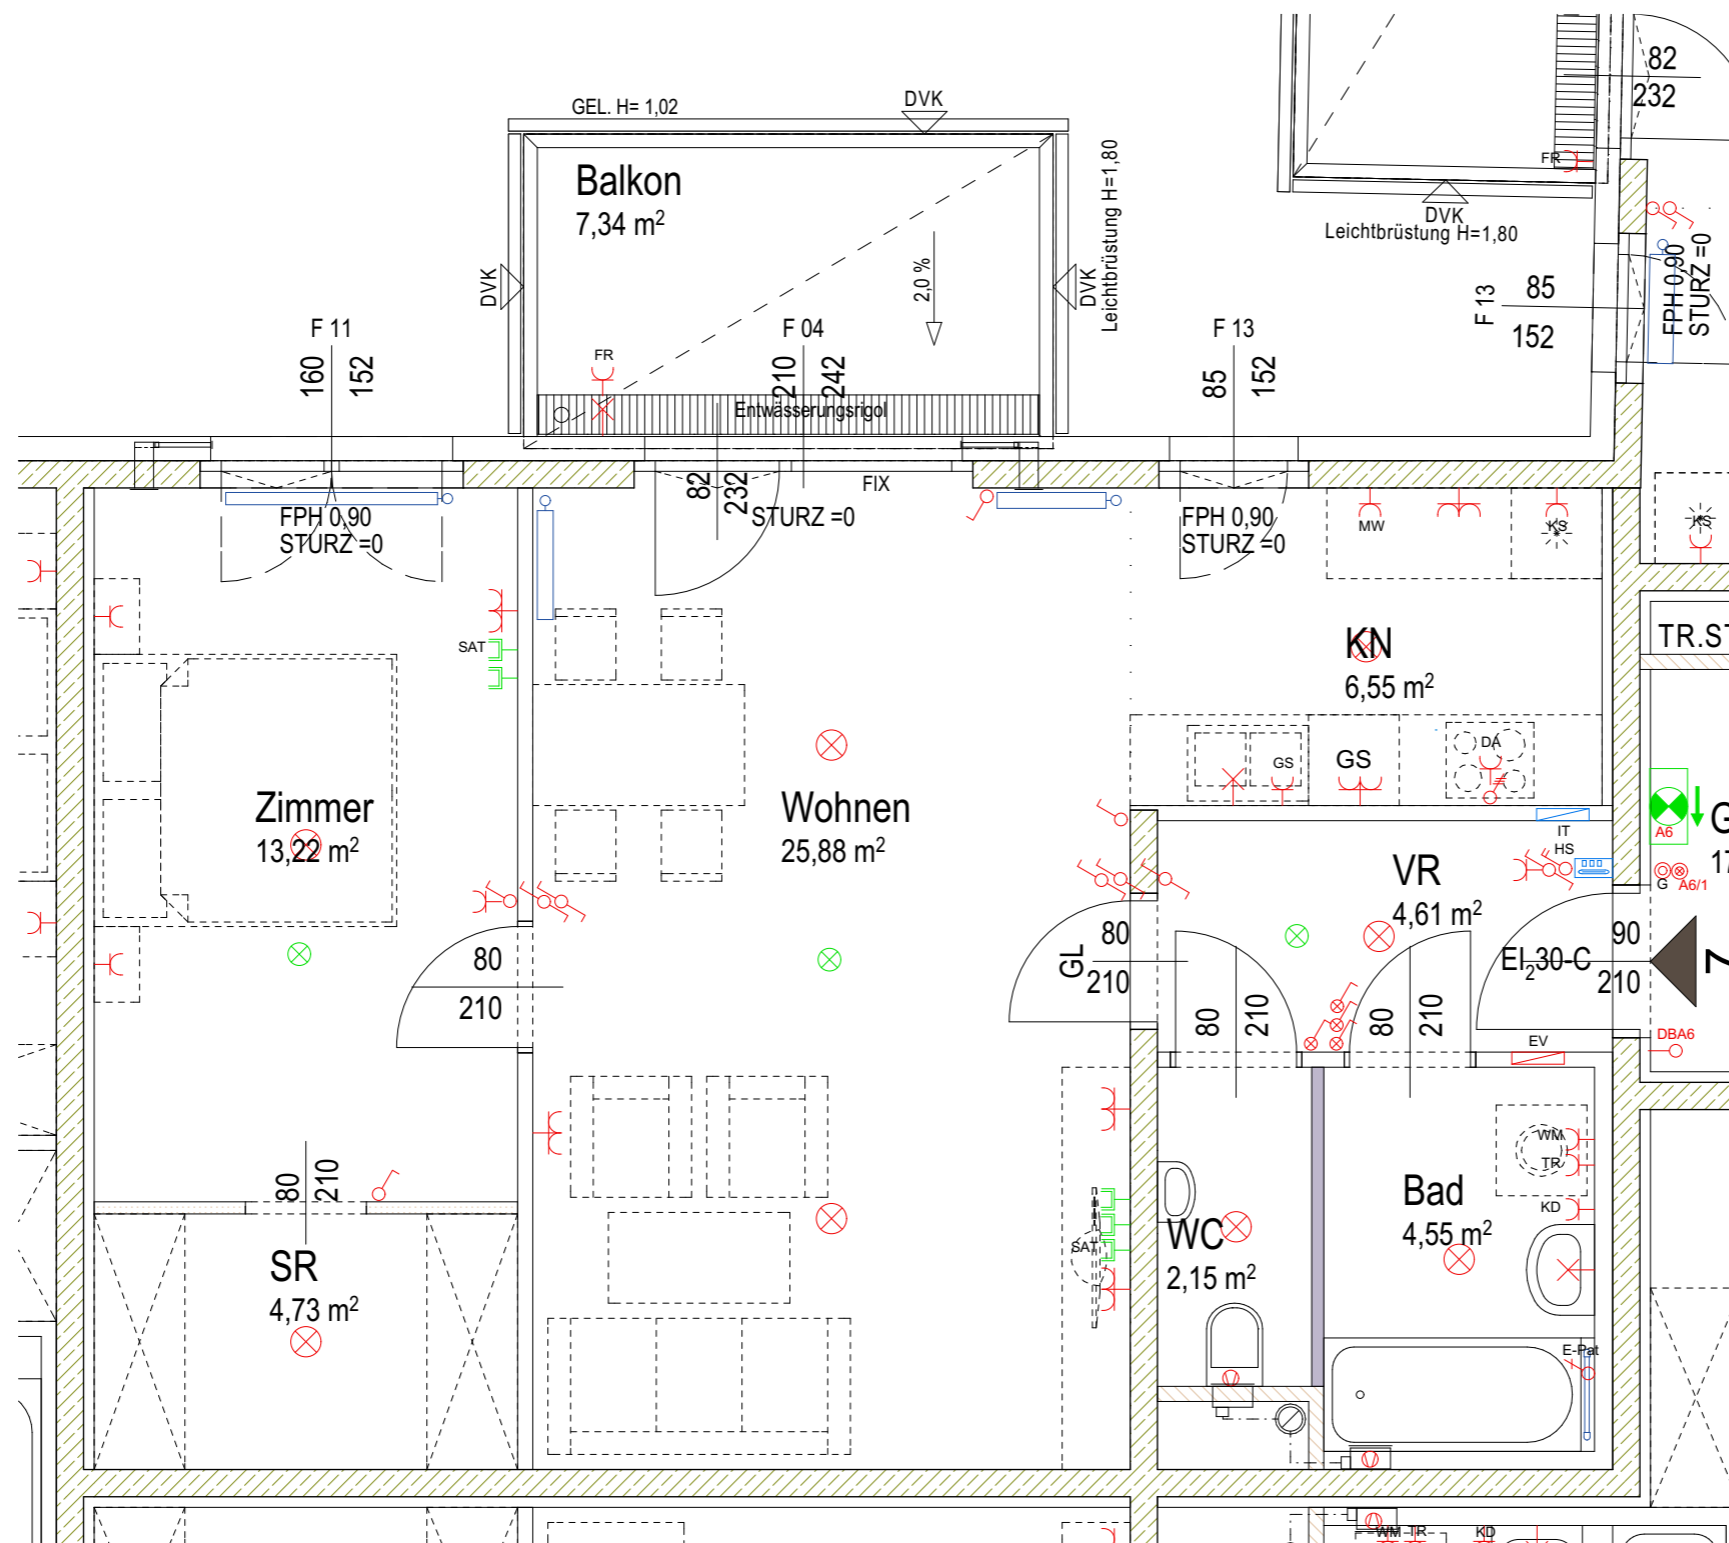 82
232
GEL. H= 1,02
DVK
Balkon
7,34 m²
DVK
2,0 %
DVK
Leichtbrüstung H=1,80
FR
DVK
Leichtbrüstung H=1,80
F 13
85
152
FPH 0,90
STURZ =0
F 11
160
152
F 04
210
242
FR
Entwässerungsrigol
F 13
85
152
82
232
FIX
STURZ =0
FPH 0,90
STURZ =0
FPH 0,90
STURZ =0
MW
KS
KS
SAT
KN
6,55 m²
TR.ST
GS
GS
DA
Zimmer
13,22 m²
Wohnen
25,88 m²
IT
HS
VR
4,61 m²
A6
G
A6/1
G
17
80
210
GL
80
210
80
210
80
210
EI₂30-C
90
210
7
EV
DBA6
80
210
WM
TR
KD
Bad
4,55 m²
SR
4,73 m²
SAT
WC
2,15 m²
E-Pat
WM
TR
KD